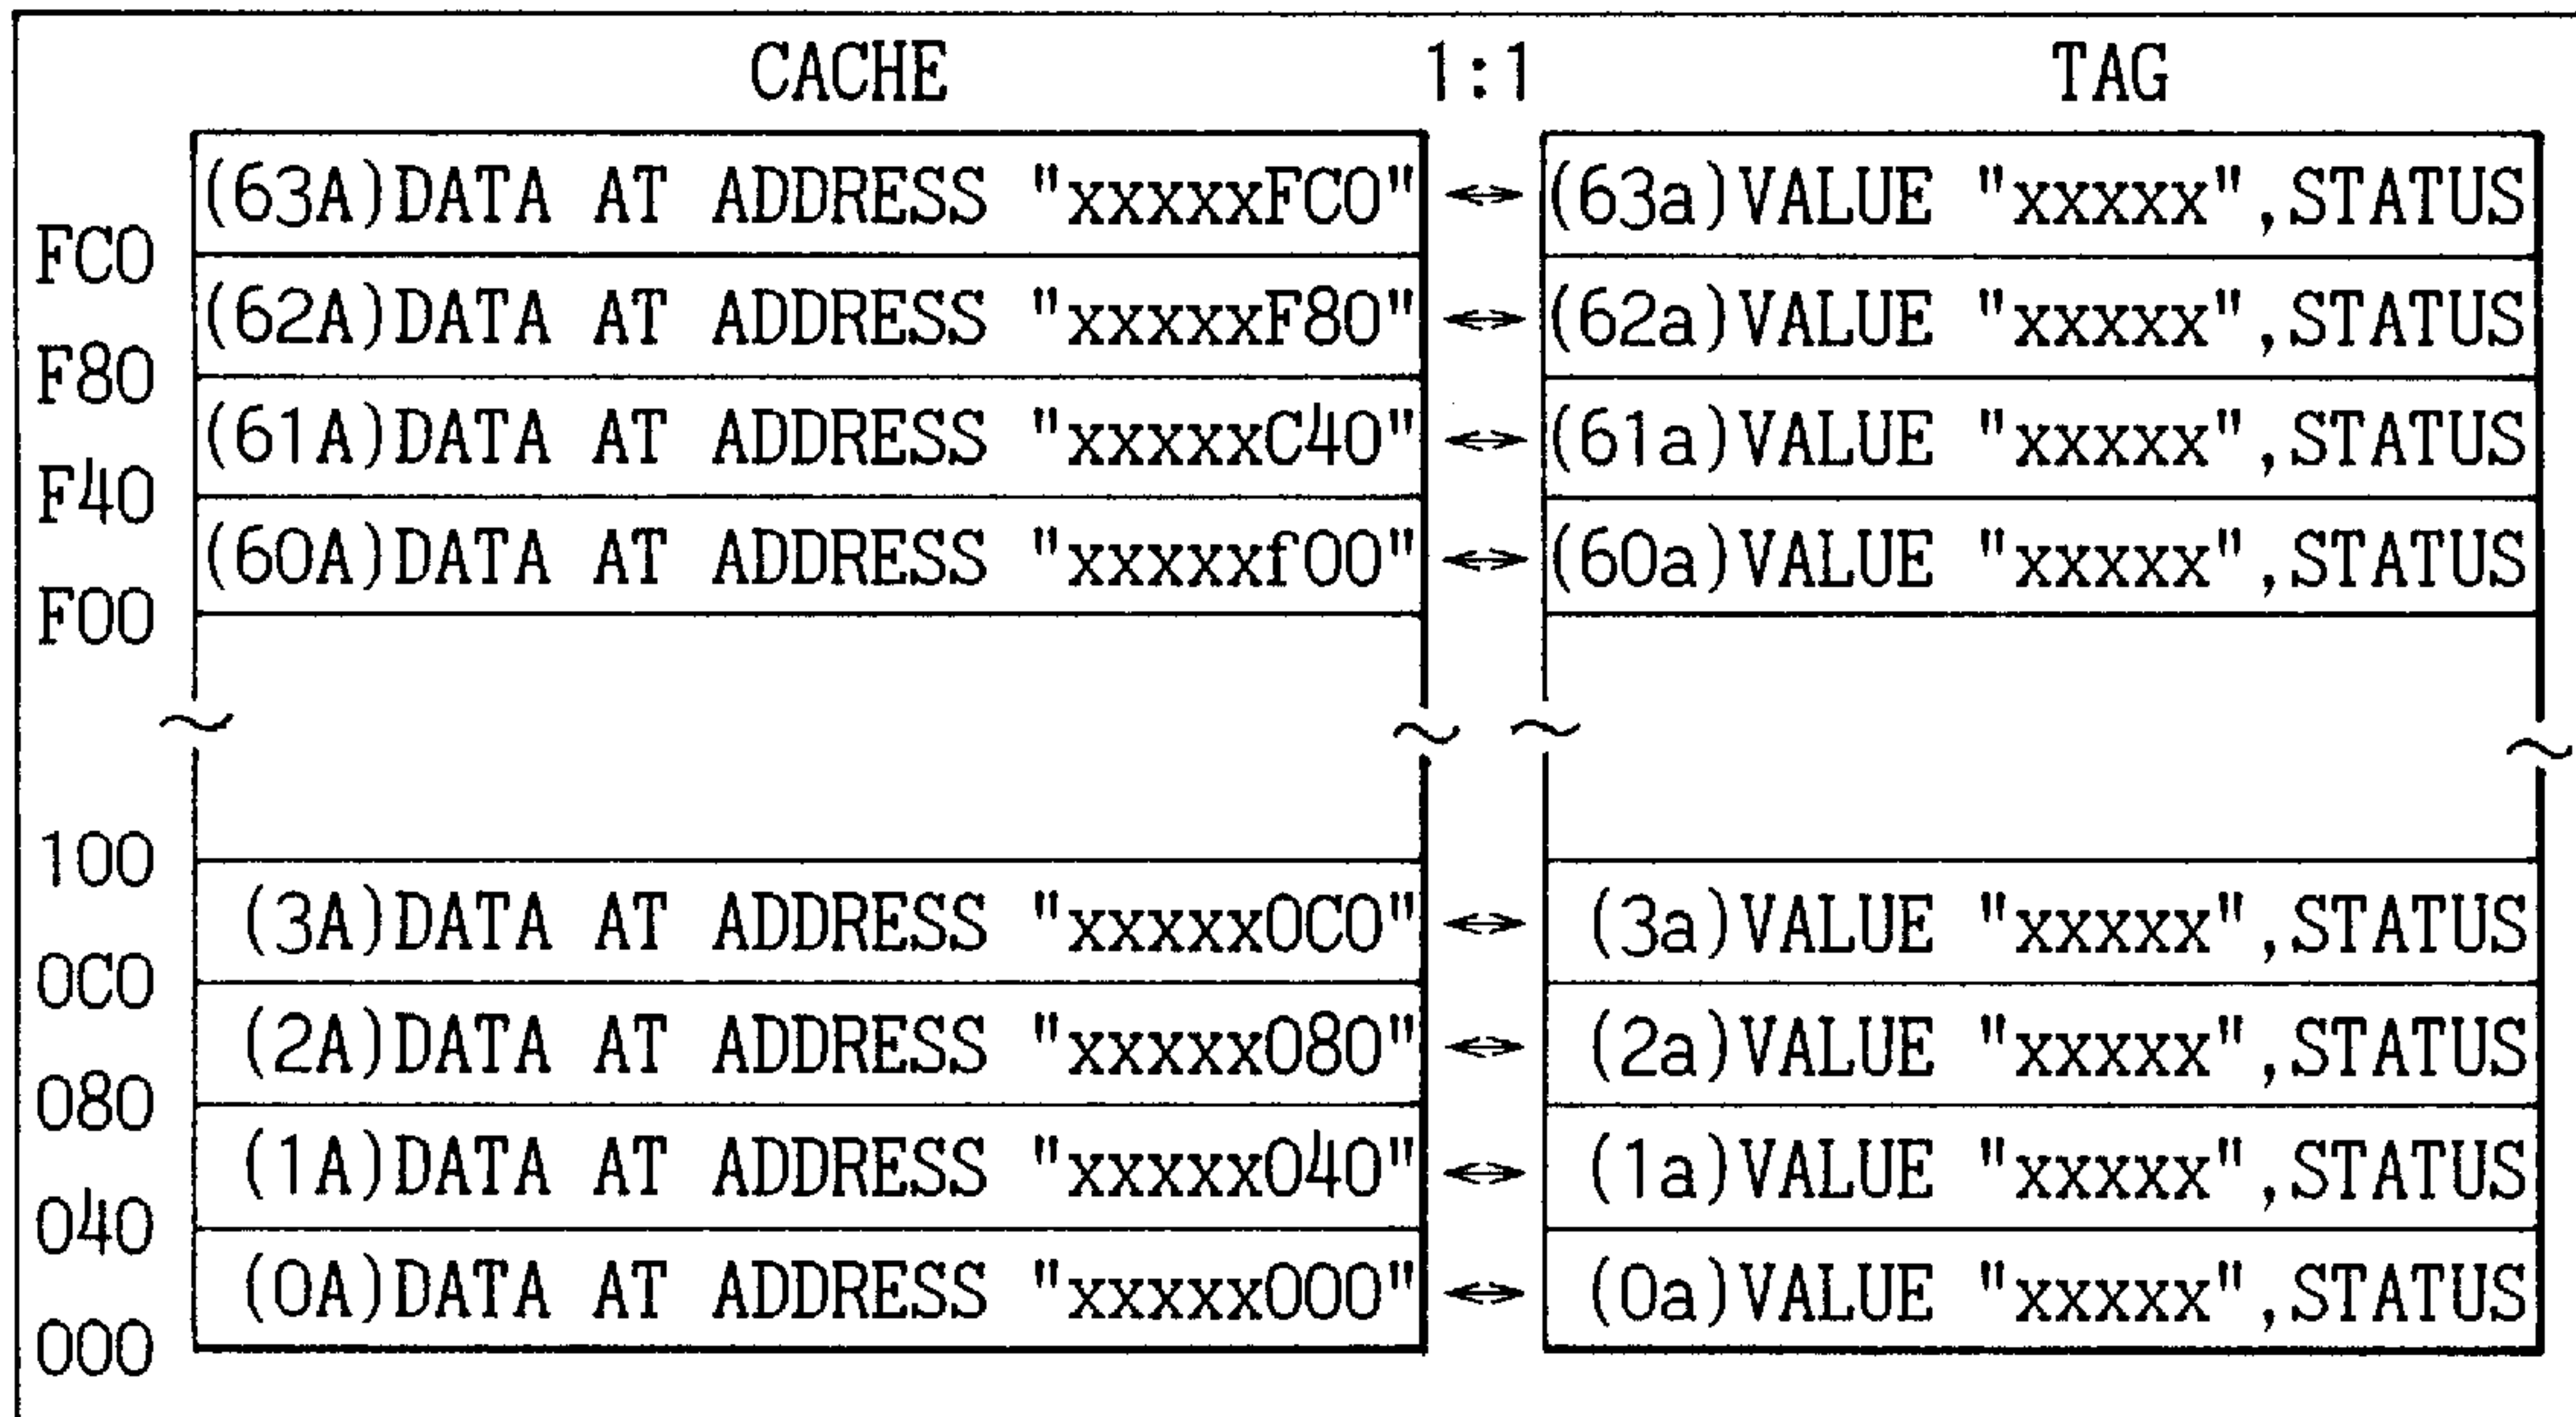 CACHE 1:1 TAG
(63A)DATA AT ADDRESS "xxxxxFC0" ↔ (63a)VALUE "xxxxx",STATUS
FC0
(62A)DATA AT ADDRESS "xxxxxF80" ↔ (62a)VALUE "xxxxx",STATUS
F80
(61A)DATA AT ADDRESS "xxxxxC40" ↔ (61a)VALUE "xxxxx",STATUS
F40
(60A)DATA AT ADDRESS "xxxxxf00" ↔ (60a)VALUE "xxxxx",STATUS
F00
100
(3A)DATA AT ADDRESS "xxxxx0C0" ↔ (3a)VALUE "xxxxx",STATUS
0C0
(2A)DATA AT ADDRESS "xxxxx080" ↔ (2a)VALUE "xxxxx",STATUS
080
(1A)DATA AT ADDRESS "xxxxx040" ↔ (1a)VALUE "xxxxx",STATUS
040
(0A)DATA AT ADDRESS "xxxxx000" ↔ (0a)VALUE "xxxxx",STATUS
000